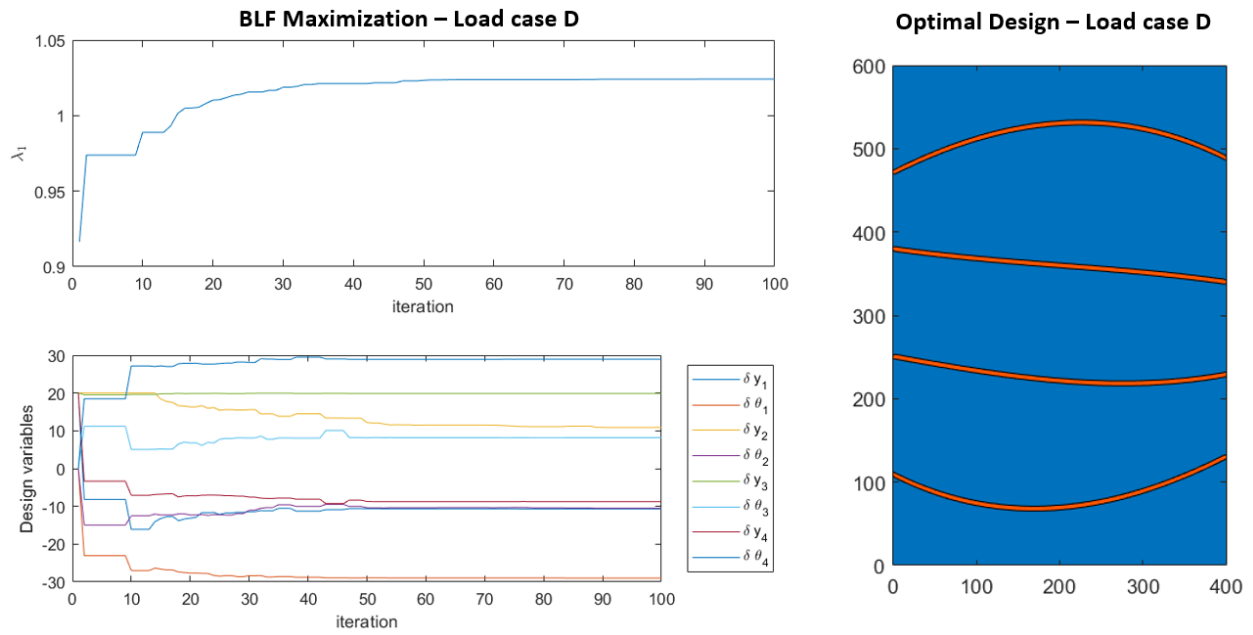 BLF Maximization – Load case D
1.05
1
0.95
0.9
λ1
0 10 20 30 40 50 60 70 80 90 100
iteration
30
20
10
0
-10
-20
-30
Design variables
0 10 20 30 40 50 60 70 80 90 100
iteration
δ y1
δ θ1
δ y2
δ θ2
δ y3
δ θ3
δ y4
δ θ4
Optimal Design – Load case D
600
500
400
300
200
100
0
0 100 200 300 400